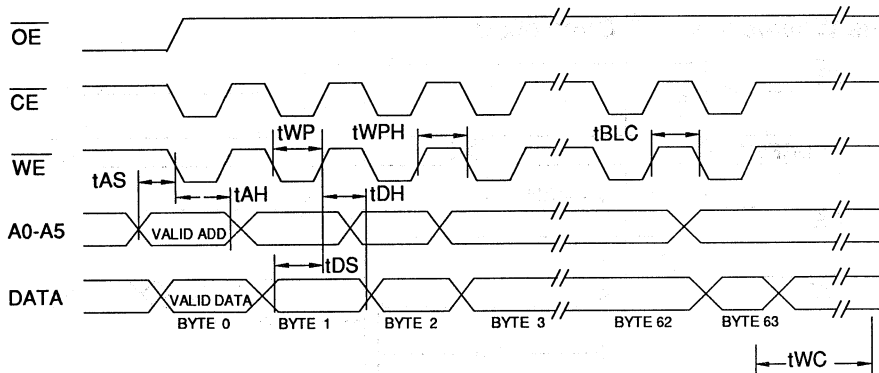 OE
CE
tWP tWPH tBLC
WE
tAS tAH tDH
A0-A5 VALID ADD
tDS
DATA VALID DATA
BYTE 0 BYTE 1 BYTE 2 BYTE 3 BYTE 62 BYTE 63
tWC